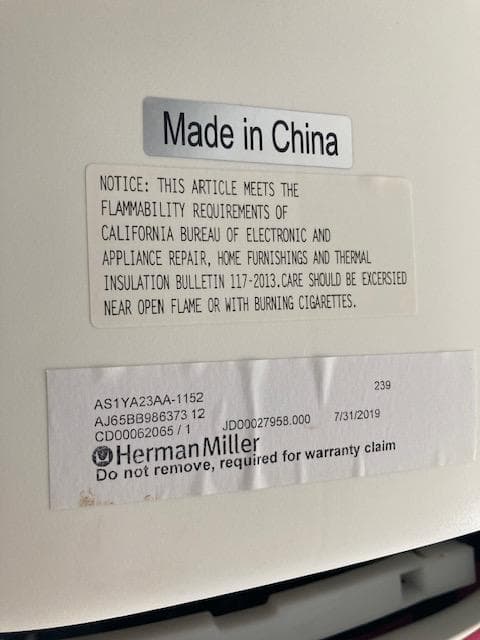 Made in China
NOTICE: THIS ARTICLE MEETS THE
FLAMMABILITY REQUIREMENTS OF
CALIFORNIA BUREAU OF ELECTRONIC AND
APPLIANCE REPAIR, HOME FURNISHINGS AND THERMAL
INSULATION BULLETIN 117-2013.CARE SHOULD BE EXCERSIED
NEAR OPEN FLAME OR WITH BURNING CIGARETTES.
AS1YA23AA-1152 239
AJ65BB986373 12
CD00062065 / 1 JD00027958.000 7/31/2019
HermanMiller
Do not remove, required for warranty claim